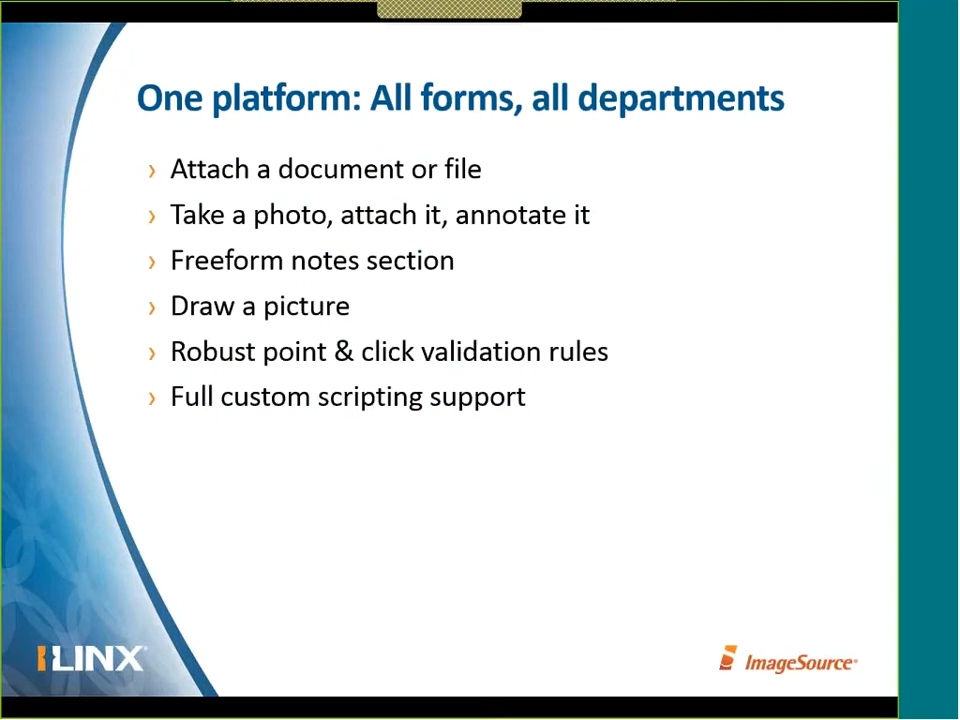 One platform: All forms, all departments
› Attach a document or file
› Take a photo, attach it, annotate it
› Freeform notes section
› Draw a picture
› Robust point & click validation rules
› Full custom scripting support
ILINX®
ImageSource®